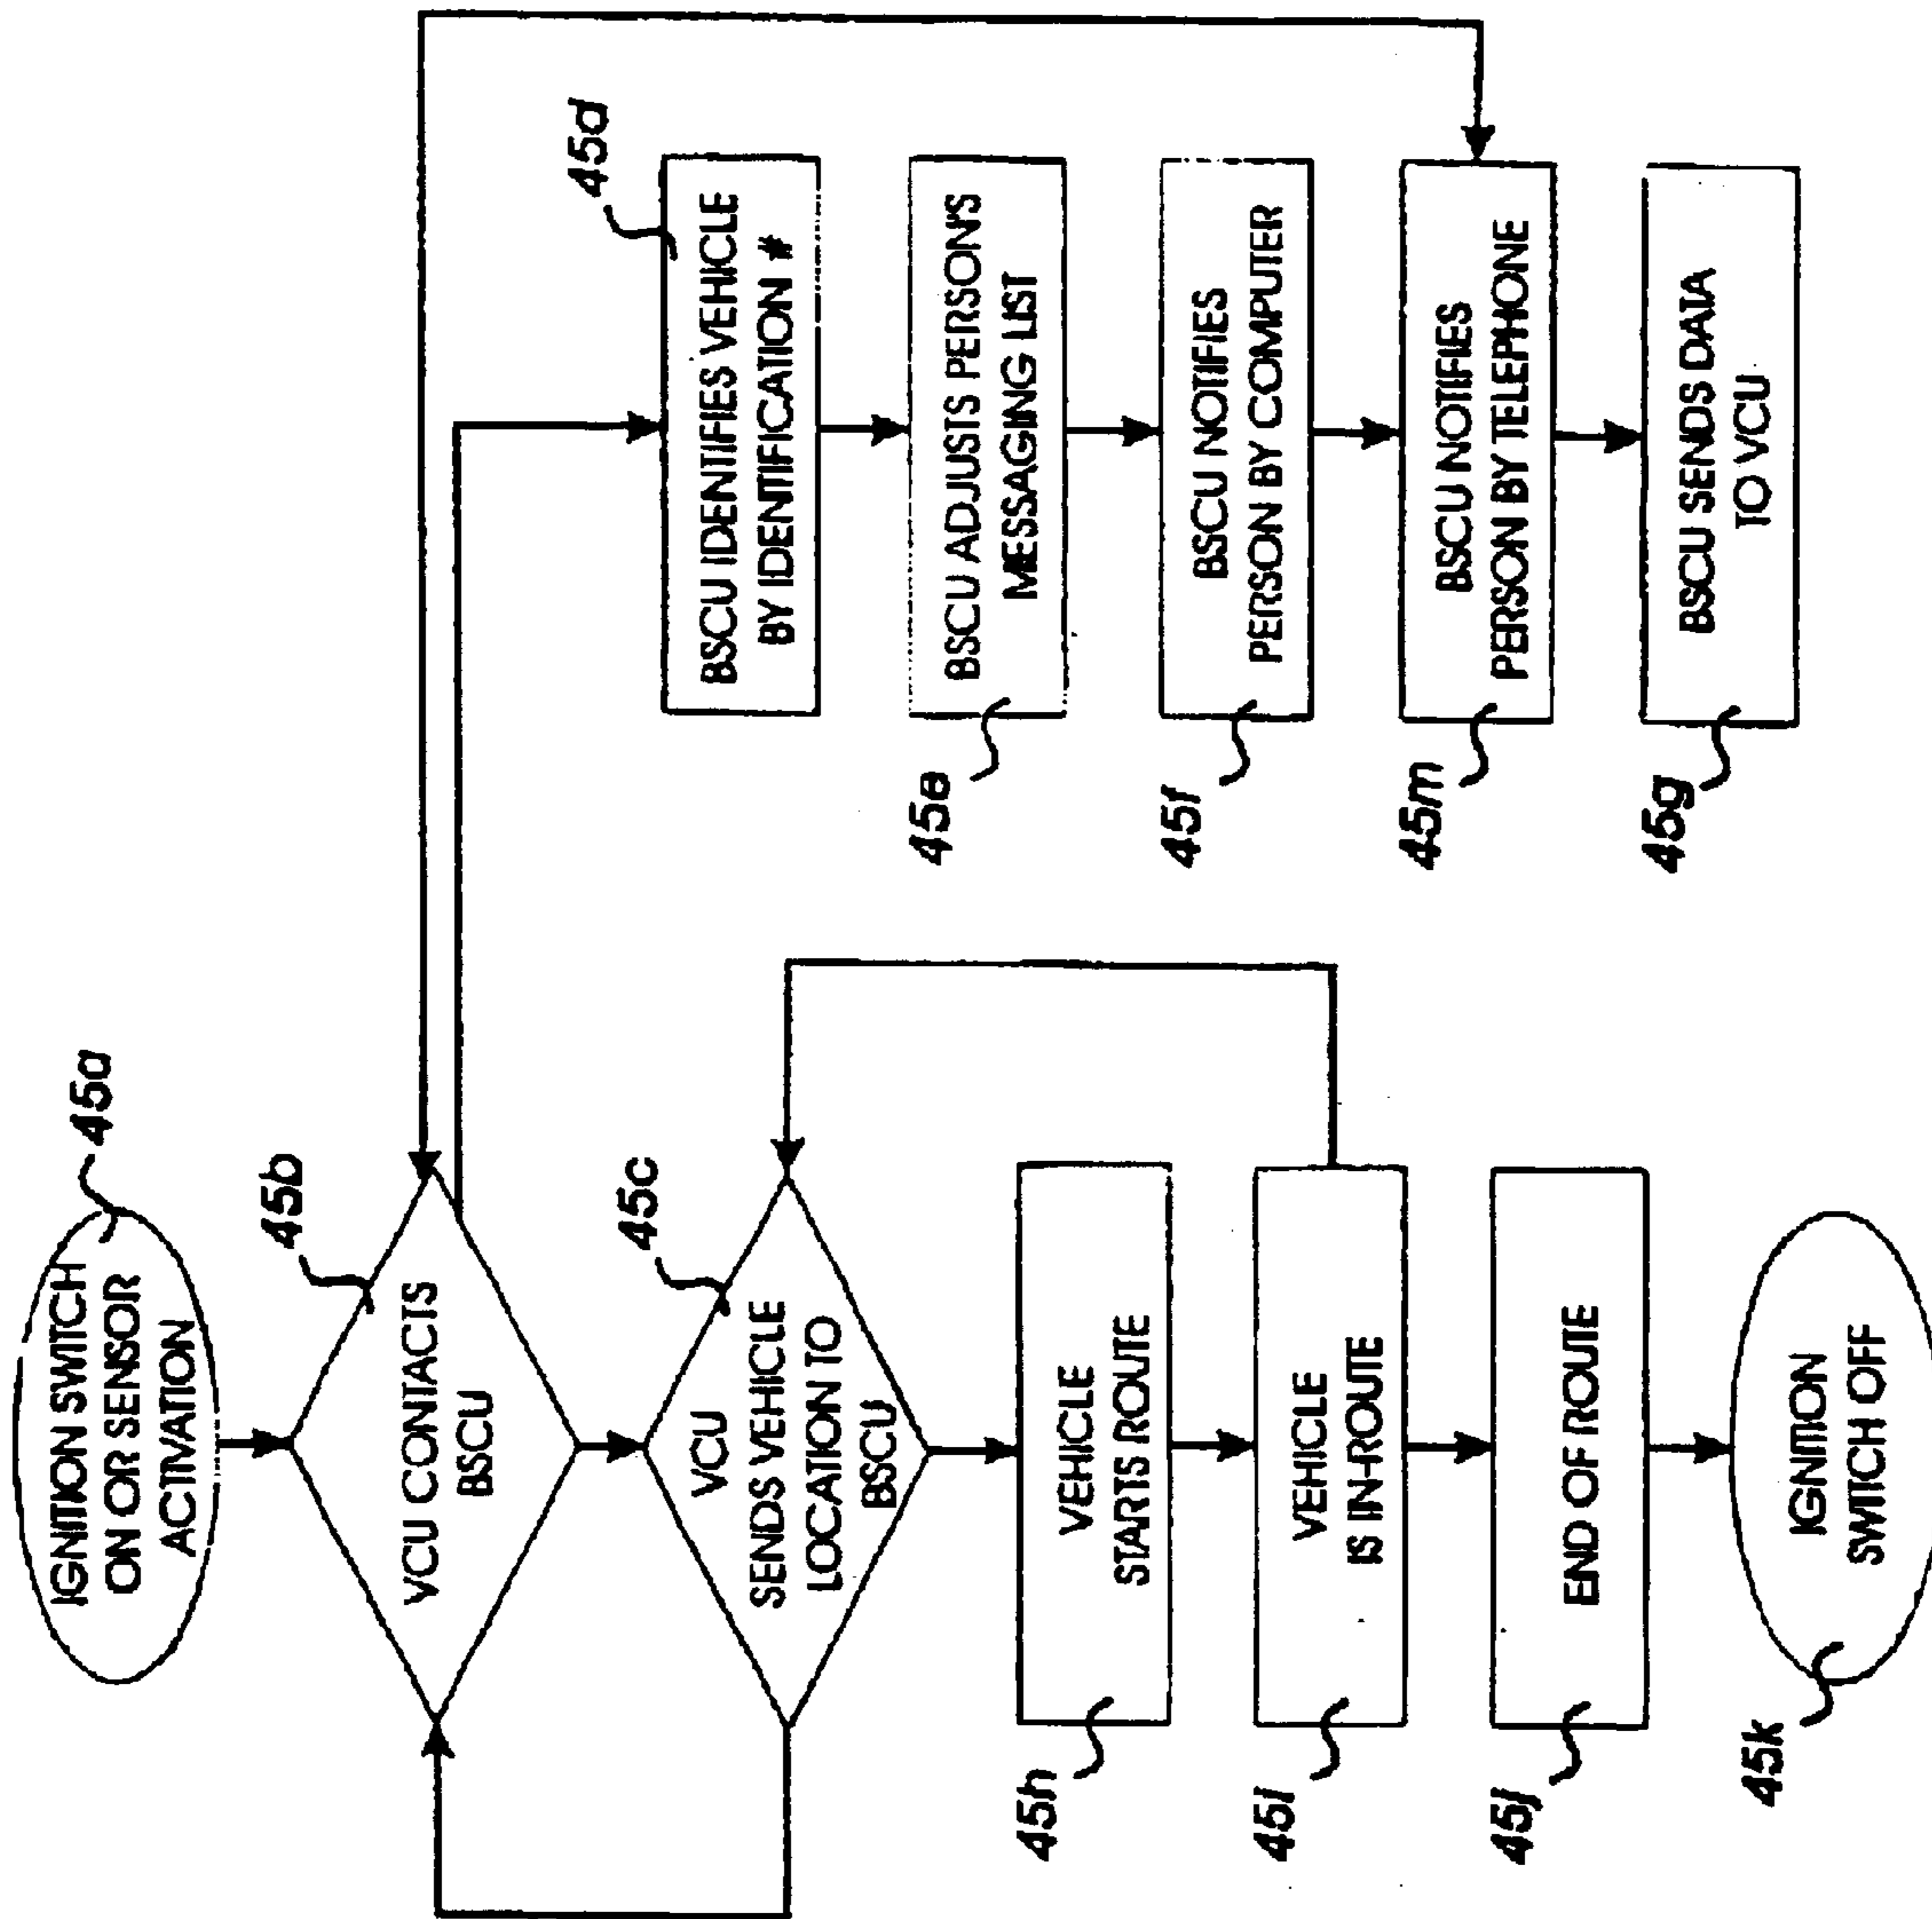 IGNITION SWITCH
ON OR SENSOR
ACTIVATION
45a
VCU CONTACTS
BSCU
45b
VCU
SENDS VEHICLE
LOCATION TO
BSCU
45c
VEHICLE
STARTS ROUTE
45h
VEHICLE
IS IN-ROUTE
45i
END OF ROUTE
45j
IGNITION
SWITCH OFF
45k
BSCU IDENTIFIES VEHICLE
BY IDENTIFICATION #
45d
BSCU ADJUSTS PERSONS
MESSAGING LIST
45e
BSCU NOTIFIES
PERSON BY COMPUTER
45l
BSCU NOTIFIES
PERSON BY TELEPHONE
45m
BSCU SENDS DATA
TO VCU
45g